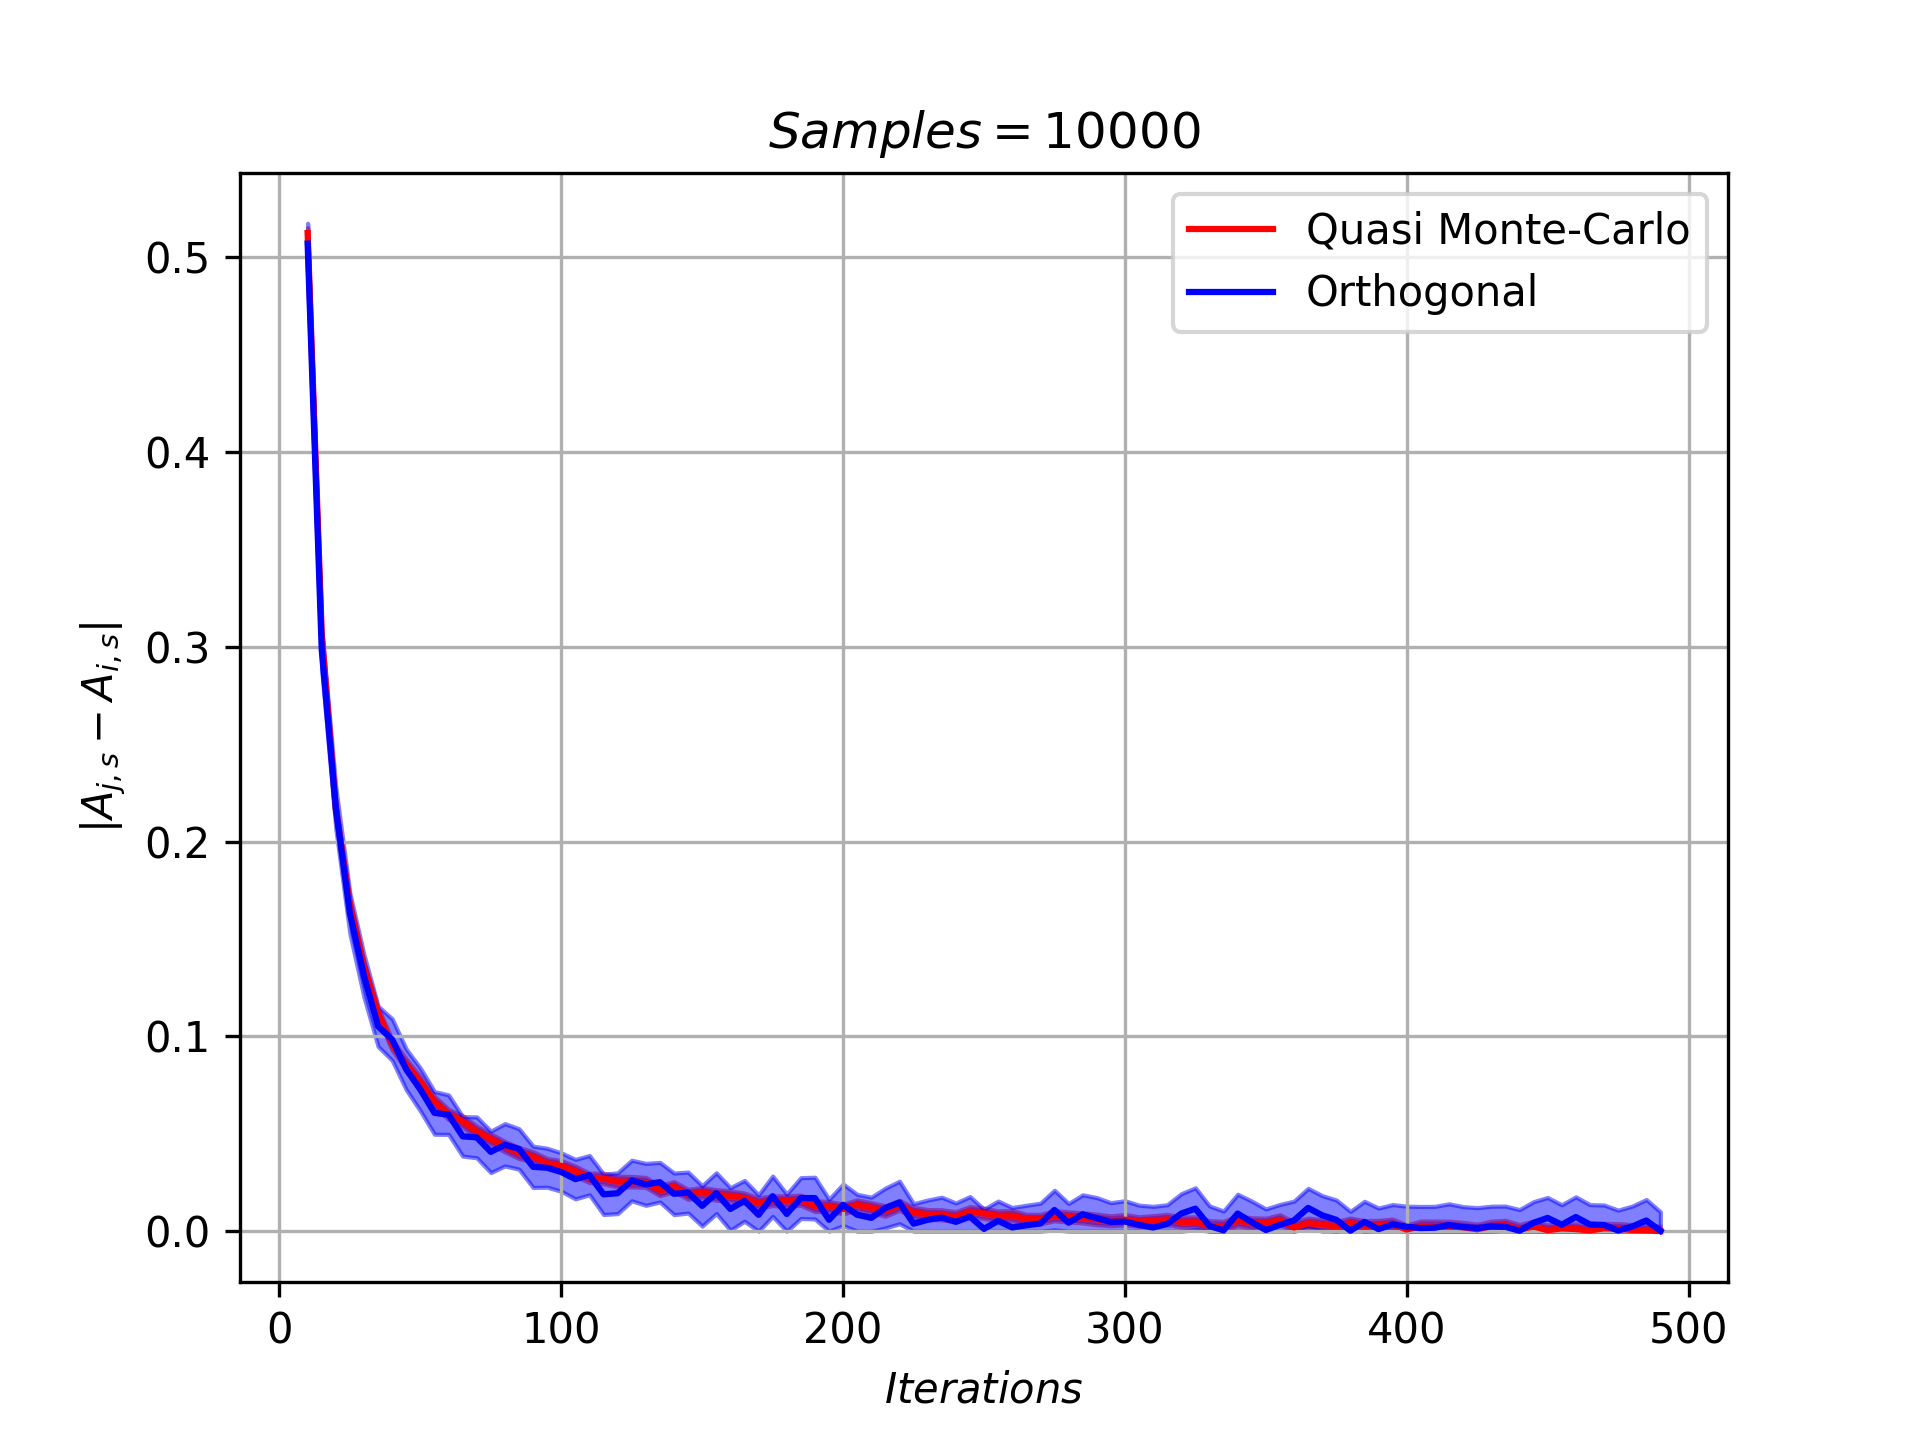 Samples = 10000
Quasi Monte-Carlo
Orthogonal
|A_{j,s} − A_{i,s}|
0.5
0.4
0.3
0.2
0.1
0.0
0 100 200 300 400 500
Iterations